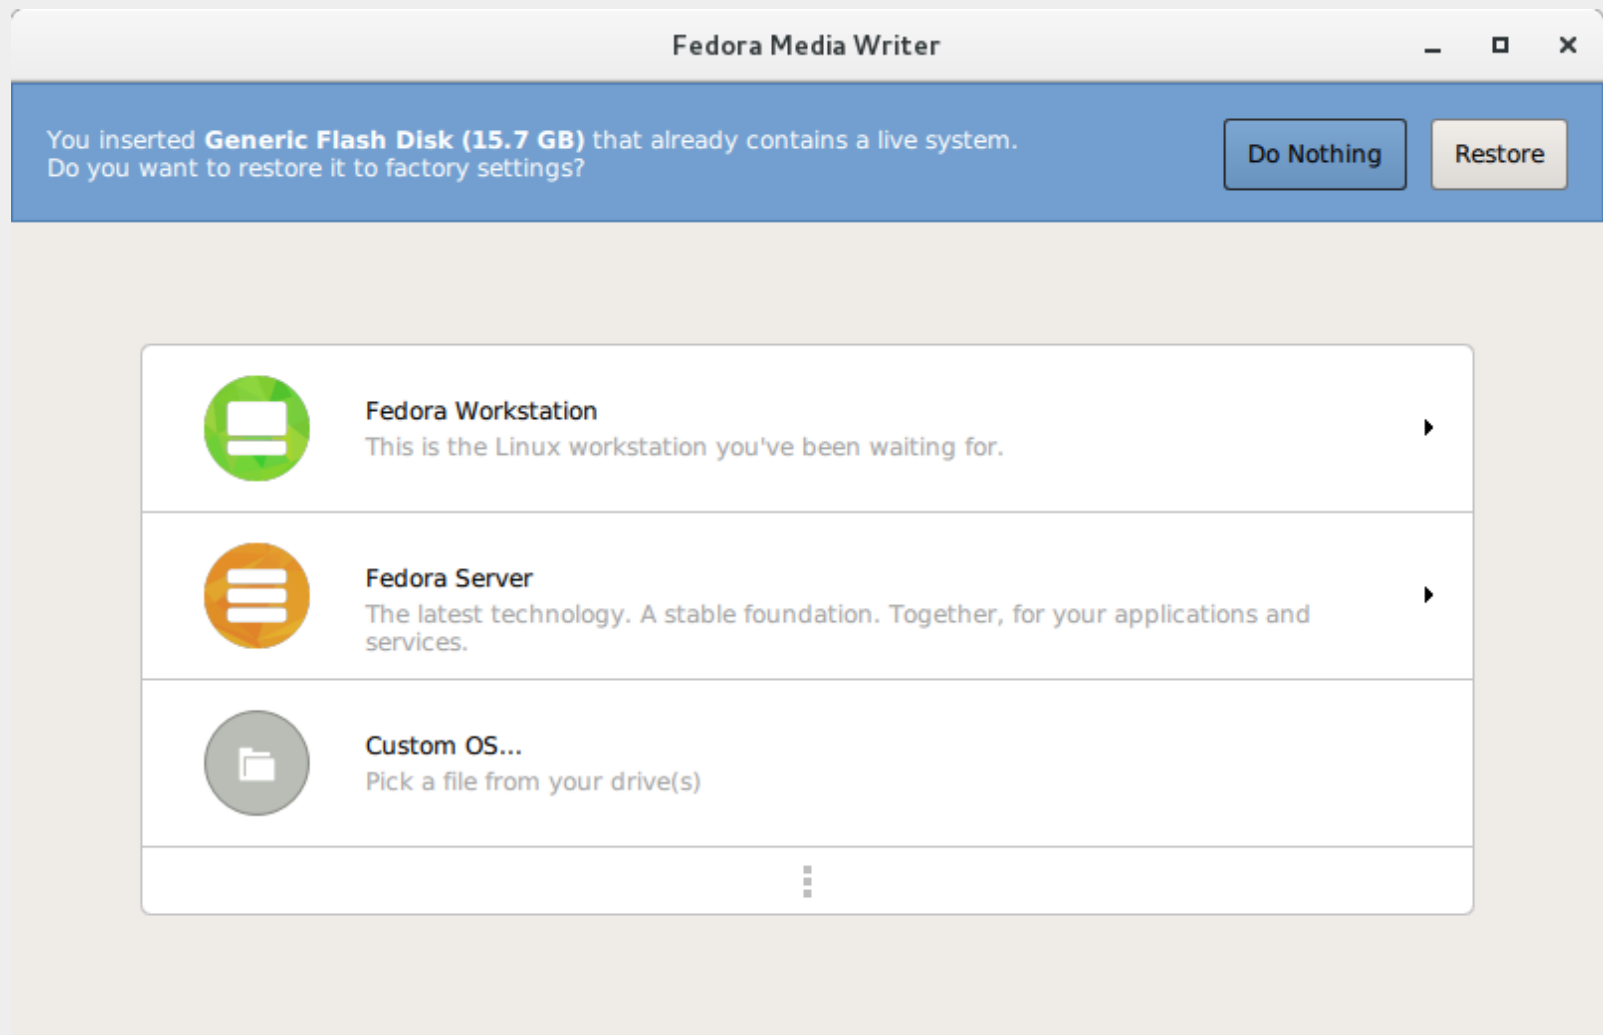 Fedora Media Writer
You inserted Generic Flash Disk (15.7 GB) that already contains a live system.
Do you want to restore it to factory settings?
Do Nothing
Restore
Fedora Workstation
This is the Linux workstation you've been waiting for.
Fedora Server
The latest technology. A stable foundation. Together, for your applications and
services.
Custom OS...
Pick a file from your drive(s)